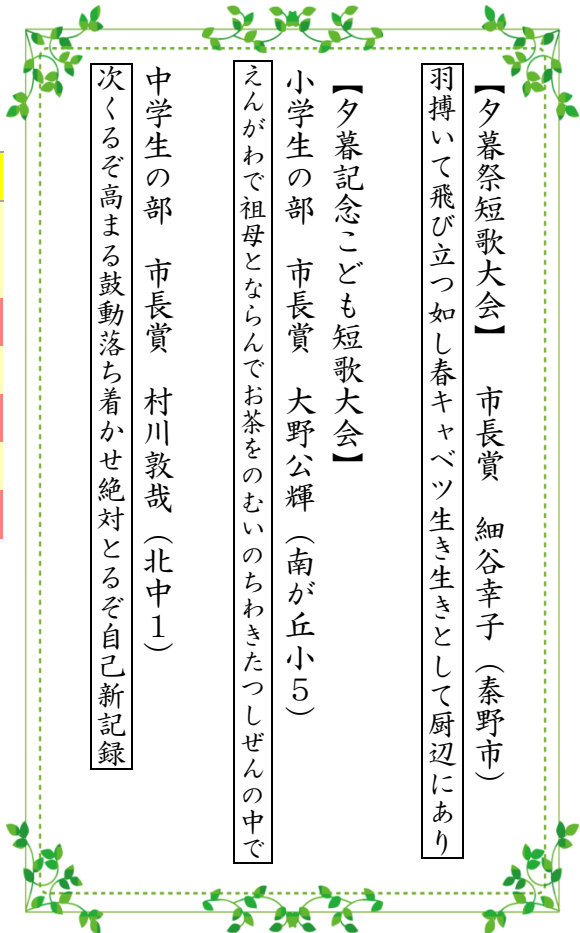 【夕暮祭短歌大会】　市長賞　細谷幸子（秦野市）
羽搏いて飛び立つ如し春キャベツ生き生きとして厨辺にあり
【夕暮記念こども短歌大会】
小学生の部　市長賞　大野公輝（南が丘小５）
えんがわで祖母とならんでお茶をのむいのちわきたつしぜんの中で
中学生の部　市長賞　村川敦哉（北中１）
次くるぞ高まる鼓動落ち着かせ絶対とるぞ自己新記録